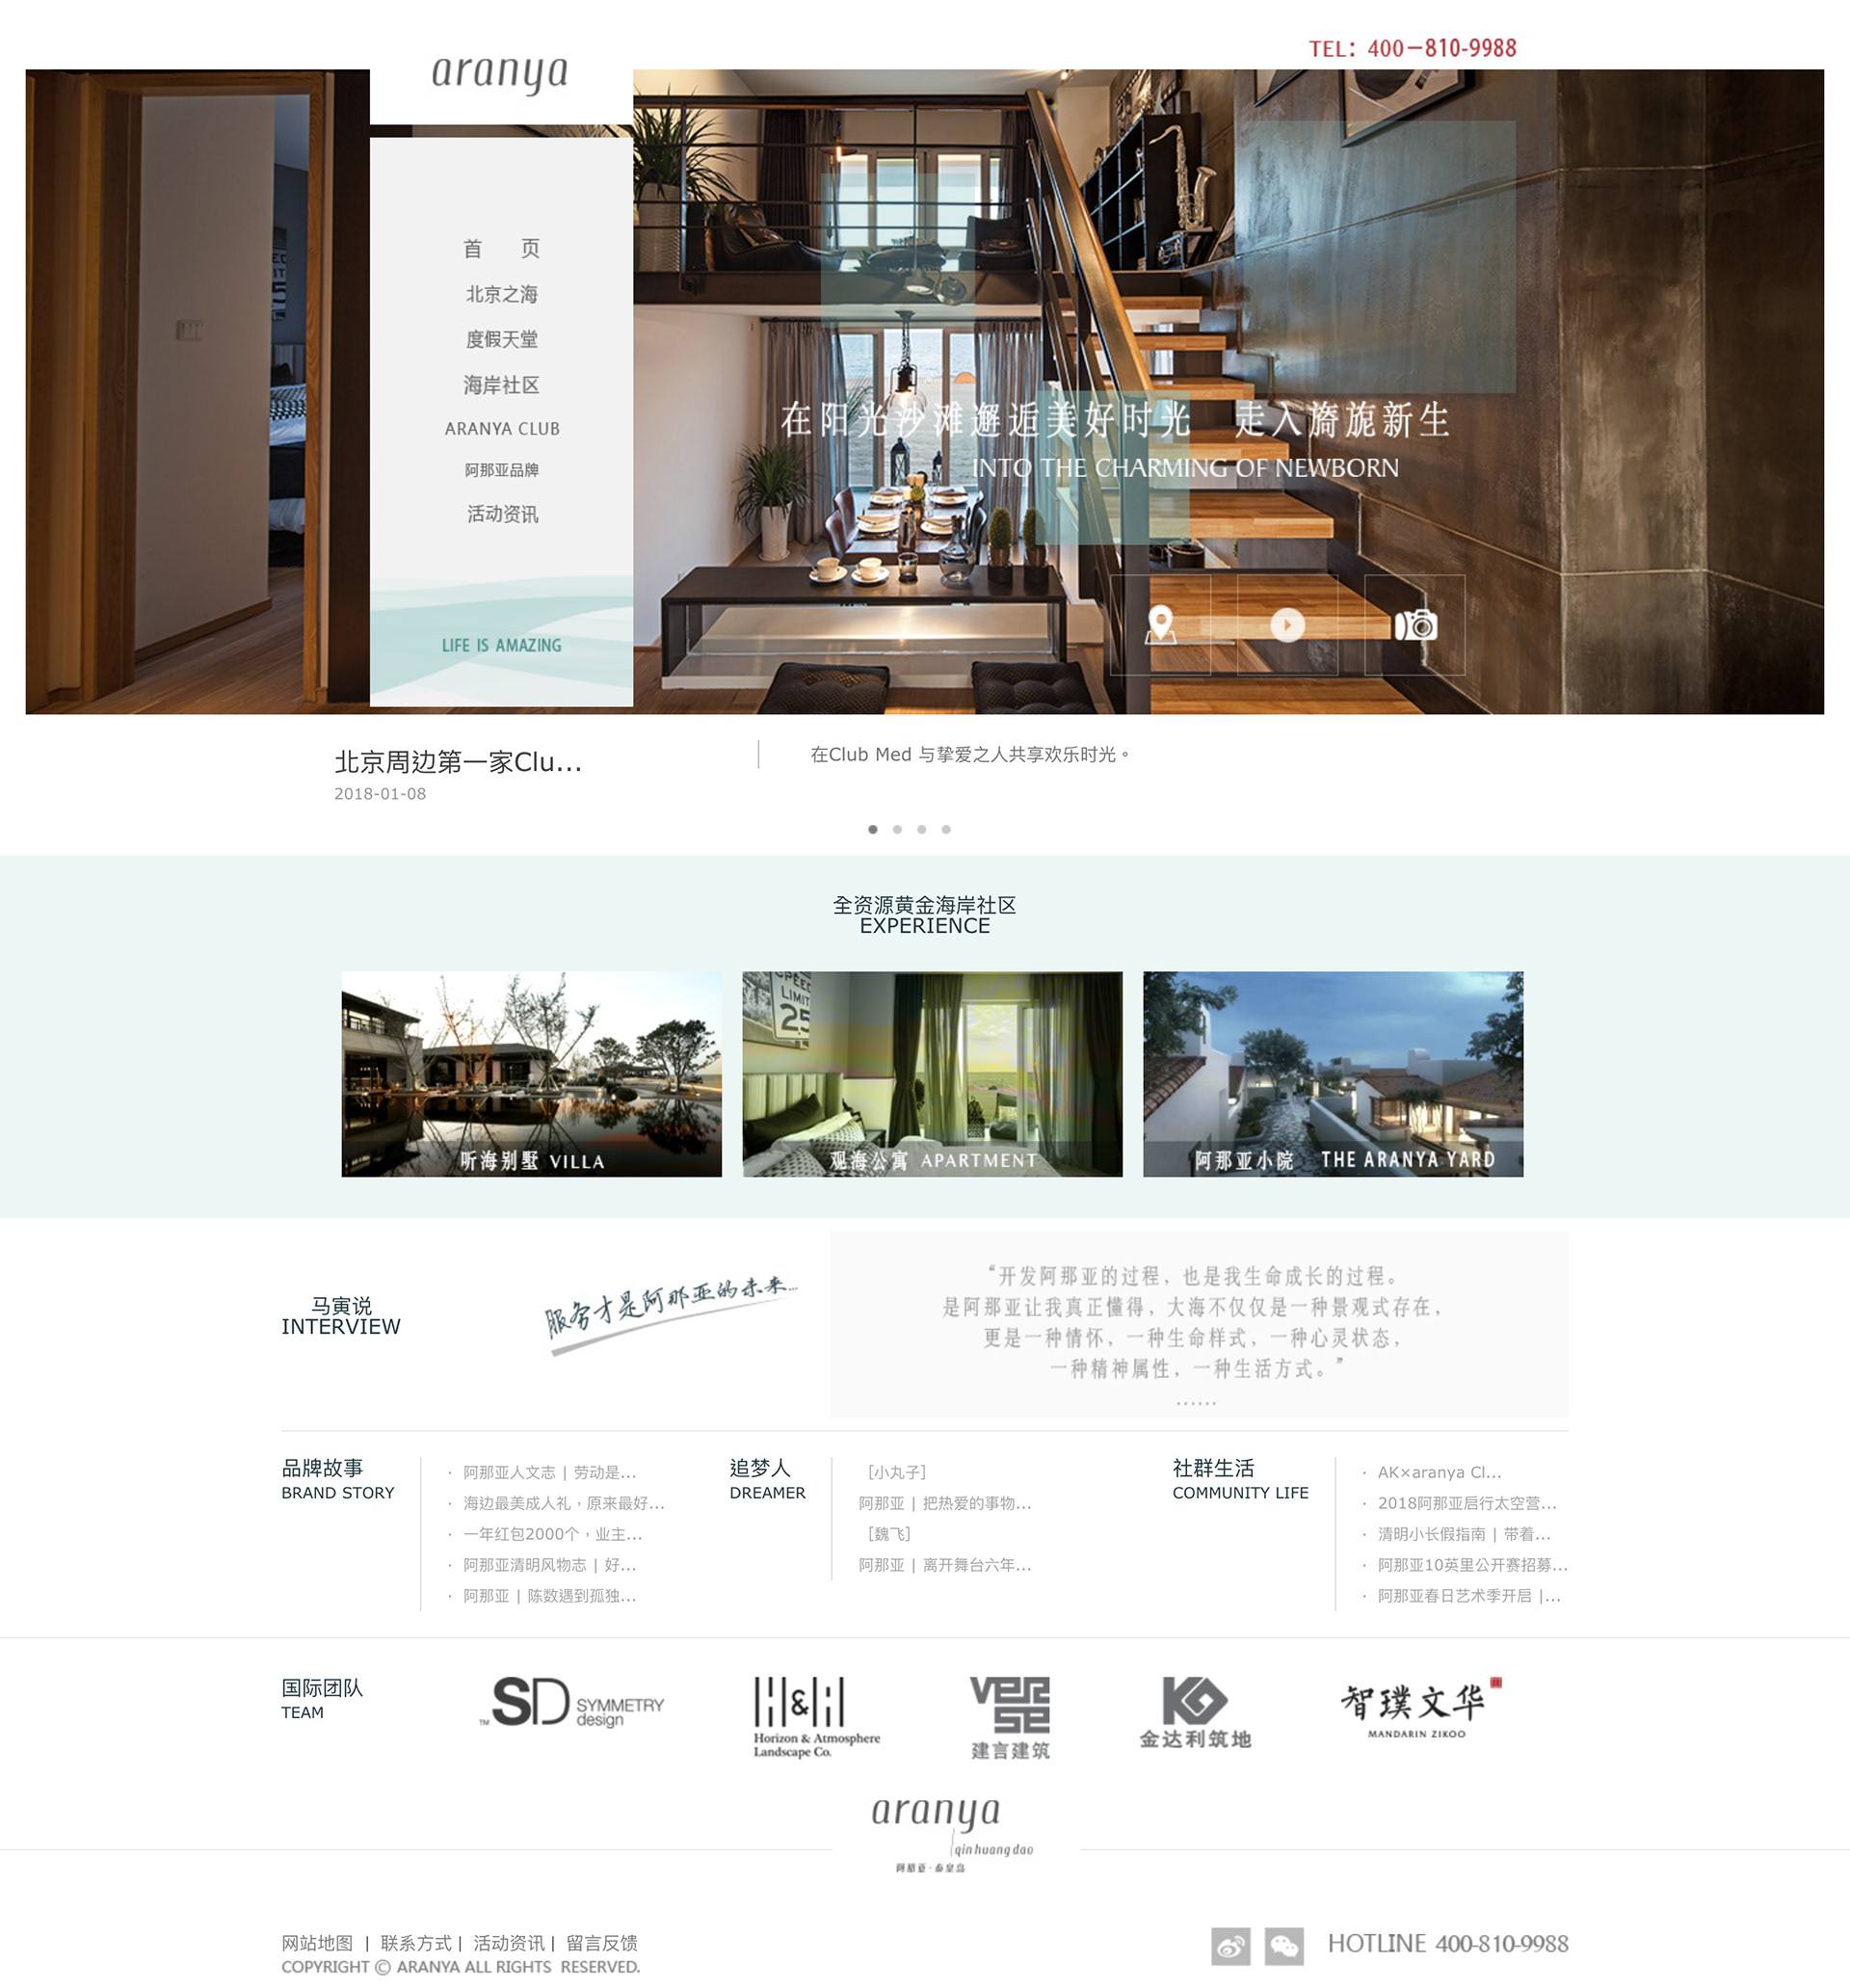 aranya
TEL：400－810-9988
首 页
北京之海
度假天堂
海岸社区
ARANYA CLUB
阿那亚品牌
活动资讯
LIFE IS AMAZING
在阳光沙滩邂逅美好时光 走入旖旎新生
INTO THE CHARMING OF NEWBORN
北京周边第一家Clu...
2018-01-08
在Club Med 与挚爱之人共享欢乐时光。
全资源黄金海岸社区
EXPERIENCE
SPEED
LIMIT
25
听海别墅 VILLA
观海公寓 APARTMENT
阿那亚小院 THE ARANYA YARD
马寅说
INTERVIEW
服务才是阿那亚的未来...
“开发阿那亚的过程，也是我生命成长的过程。
是阿那亚让我真正懂得，大海不仅仅是一种景观式存在，
更是一种情怀，一种生命样式，一种心灵状态，
一种精神属性，一种生活方式。”
......
品牌故事
BRAND STORY
· 阿那亚人文志 | 劳动是...
· 海边最美成人礼，原来最好...
· 一年红包2000个，业主...
· 阿那亚清明风物志 | 好...
· 阿那亚 | 陈数遇到孤独...
追梦人
DREAMER
［小丸子］
阿那亚 | 把热爱的事物...
［魏飞］
阿那亚 | 离开舞台六年...
社群生活
COMMUNITY LIFE
· AK×aranya Cl...
· 2018阿那亚启行太空营...
· 清明小长假指南 | 带着...
· 阿那亚10英里公开赛招募...
· 阿那亚春日艺术季开启 |...
国际团队
TEAM
™ SD SYMMETRY
design
H&H
Horizon & Atmosphere
Landscape Co.
VERSE
建言建筑
金达利筑地
智璞文华
MANDARIN ZIKOO
aranya
qinhuangdao
阿那亚·秦皇岛
网站地图 | 联系方式 | 活动资讯 | 留言反馈
COPYRIGHT © ARANYA ALL RIGHTS RESERVED.
HOTLINE 400-810-9988